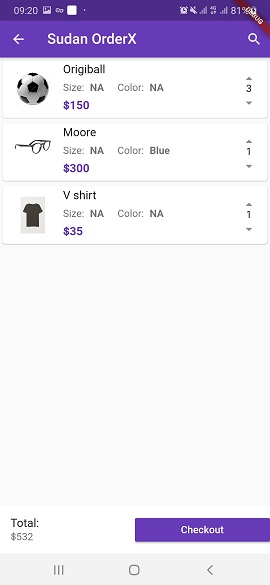 09:20
81%
Sudan OrderX
Origiball
Size: NA Color: NA
3
$150
Moore
Size: NA Color: Blue
1
$300
V shirt
Size: NA Color: NA
1
$35
Total:
$532
Checkout